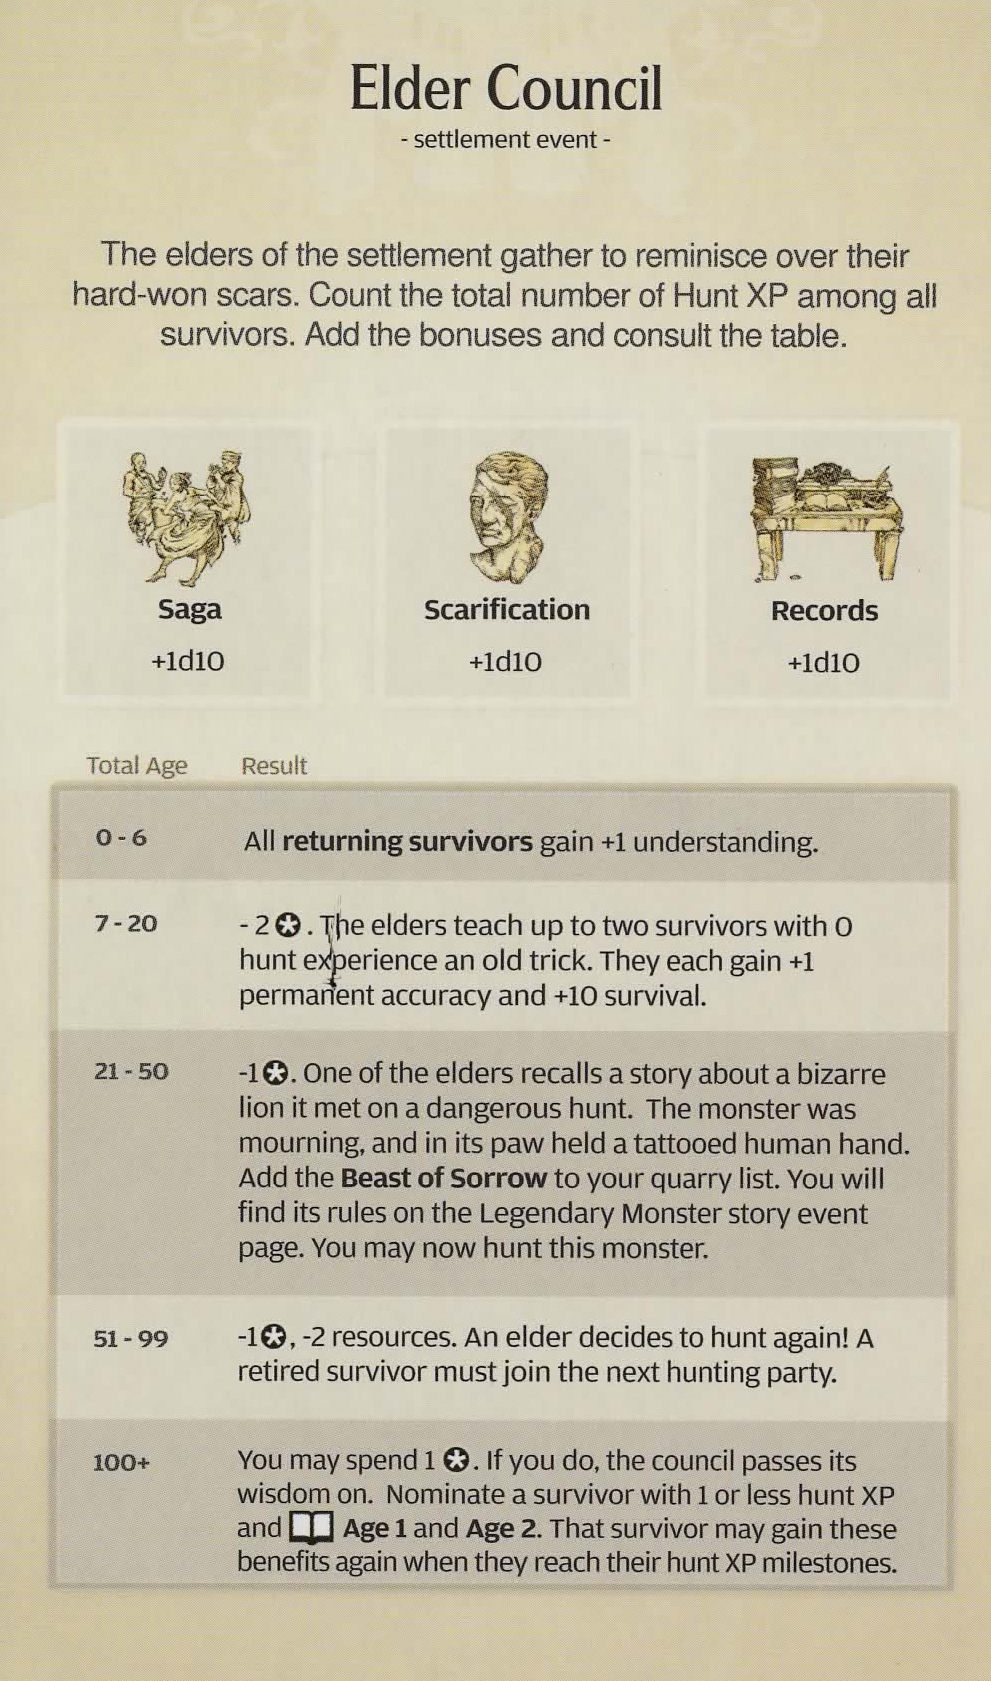 Elder Council
- settlement event -
The elders of the settlement gather to reminisce over their
hard-won scars. Count the total number of Hunt XP among all
survivors. Add the bonuses and consult the table.
Saga
+1d10
Scarification
+1d10
Records
+1d10
Total Age Result
0 - 6 All returning survivors gain +1 understanding.
7 - 20 - 2 . The elders teach up to two survivors with 0
hunt experience an old trick. They each gain +1
permanent accuracy and +10 survival.
21 - 50 -1 . One of the elders recalls a story about a bizarre
lion it met on a dangerous hunt. The monster was
mourning, and in its paw held a tattooed human hand.
Add the Beast of Sorrow to your quarry list. You will
find its rules on the Legendary Monster story event
page. You may now hunt this monster.
51 - 99 -1 , -2 resources. An elder decides to hunt again! A
retired survivor must join the next hunting party.
100+ You may spend 1 . If you do, the council passes its
wisdom on. Nominate a survivor with 1 or less hunt XP
and Age 1 and Age 2. That survivor may gain these
benefits again when they reach their hunt XP milestones.